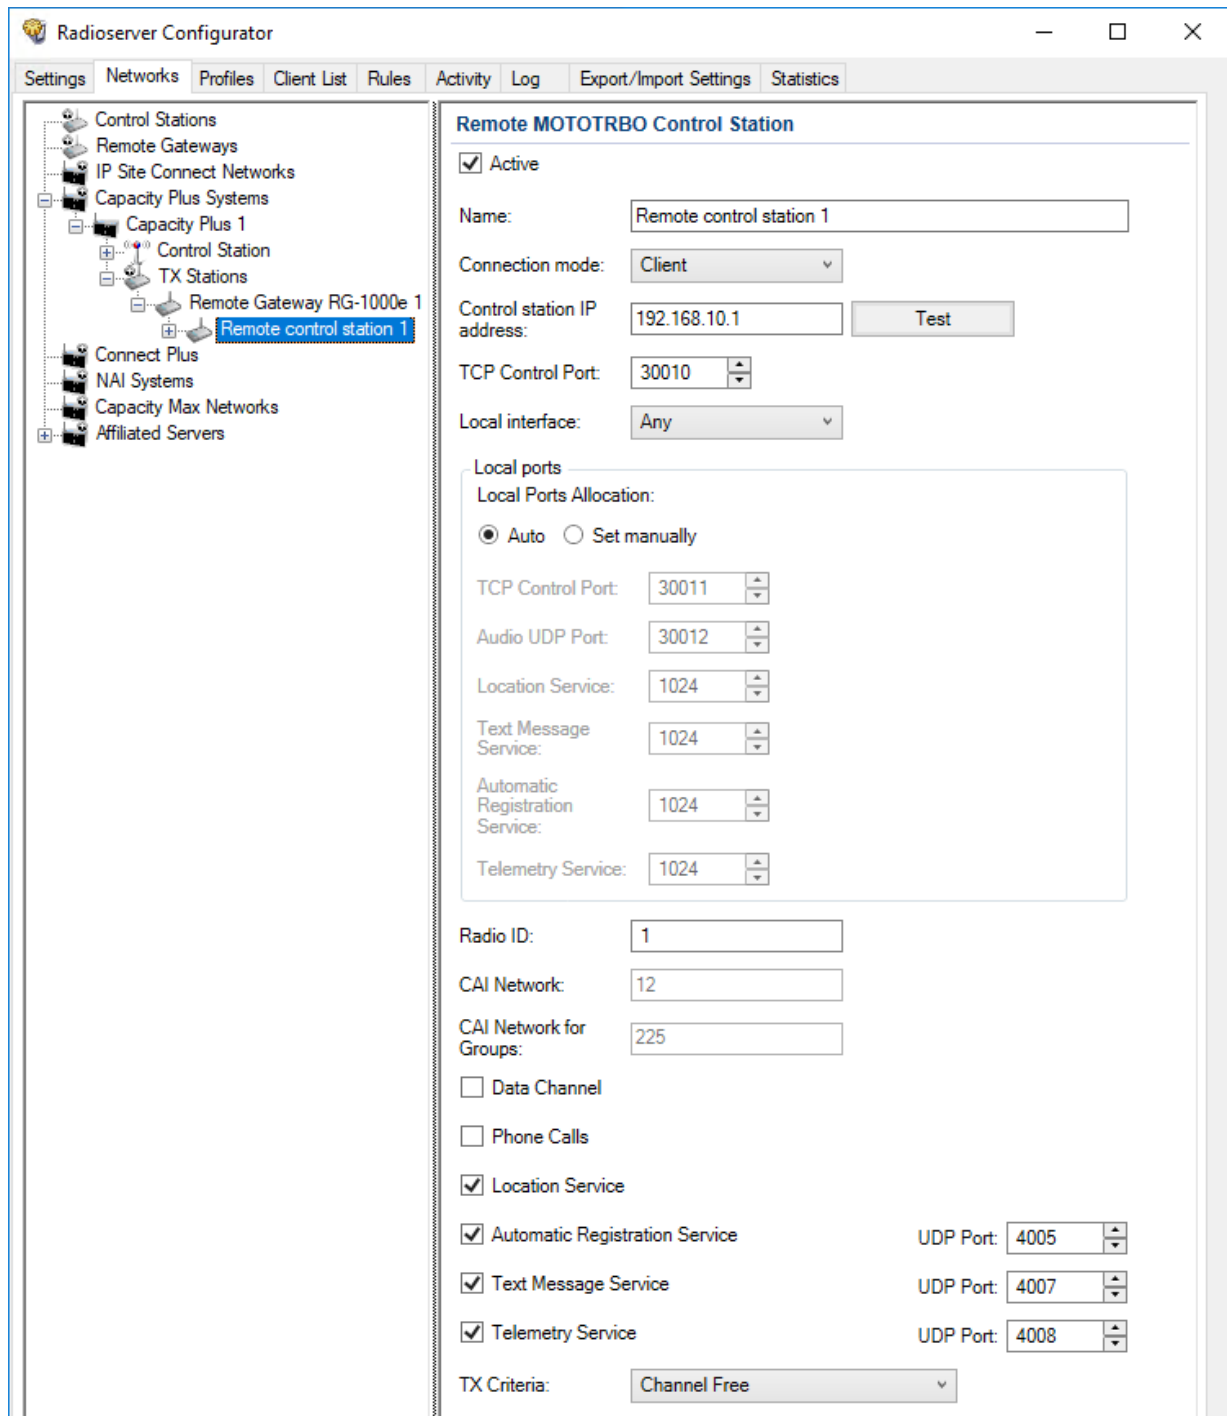 Radioserver Configurator
Settings Networks Profiles Client List Rules Activity Log Export/Import Settings Statistics
Control Stations
Remote Gateways
IP Site Connect Networks
Capacity Plus Systems
Capacity Plus 1
Control Station
TX Stations
Remote Gateway RG-1000e 1
Remote control station 1
Connect Plus
NAI Systems
Capacity Max Networks
Affiliated Servers
Remote MOTOTRBO Control Station
Active
Name: Remote control station 1
Connection mode: Client
Control station IP
address: 192.168.10.1 Test
TCP Control Port: 30010
Local interface: Any
Local ports
Local Ports Allocation:
Auto Set manually
TCP Control Port: 30011
Audio UDP Port: 30012
Location Service: 1024
Text Message
Service: 1024
Automatic
Registration 1024
Service:
Telemetry Service: 1024
Radio ID: 1
CAI Network: 12
CAI Network for
Groups: 225
Data Channel
Phone Calls
Location Service
Automatic Registration Service UDP Port: 4005
Text Message Service UDP Port: 4007
Telemetry Service UDP Port: 4008
TX Criteria: Channel Free